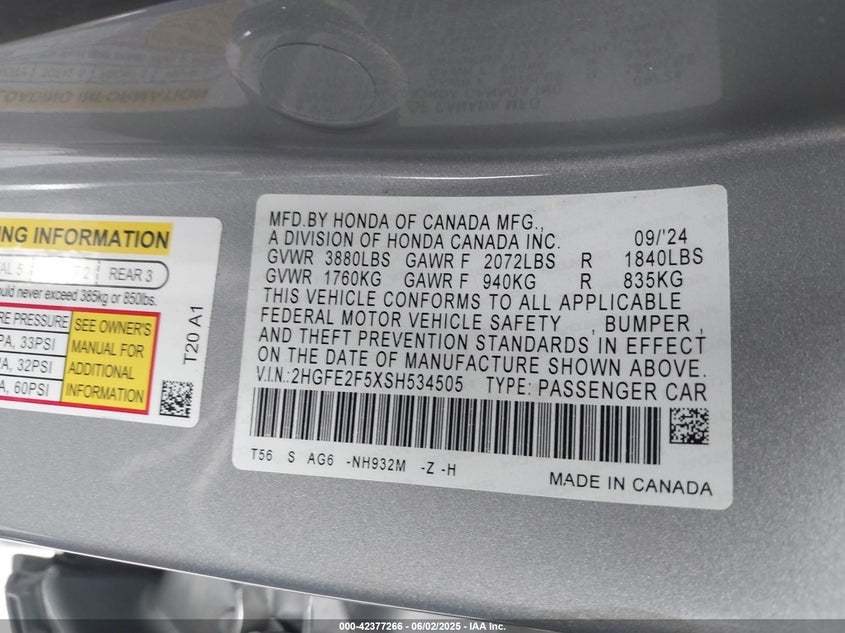 MFD.BY HONDA OF CANADA MFG.,
A DIVISION OF HONDA CANADA INC. 09/'24
GVWR 3880LBS GAWR F 2072LBS R 1840LBS
GVWR 1760KG GAWR F 940KG R 835KG
THIS VEHICLE CONFORMS TO ALL APPLICABLE
FEDERAL MOTOR VEHICLE SAFETY , BUMPER ,
AND THEFT PREVENTION STANDARDS IN EFFECT
ON THE DATE OF MANUFACTURE SHOWN ABOVE.
V.I.N.:2HGFE2F5XSH534505 TYPE: PASSENGER CAR
T56 S AG6 -NH932M -Z -H
MADE IN CANADA
INFORMATION
REAR 3
never exceed 385kg or 850lbs.
PRESSURE
33PSI
32PSI
60PSI
SEE OWNER'S
MANUAL FOR
ADDITIONAL
INFORMATION
T20 A1
000-42377266 - 06/02/2025 - IAA Inc.